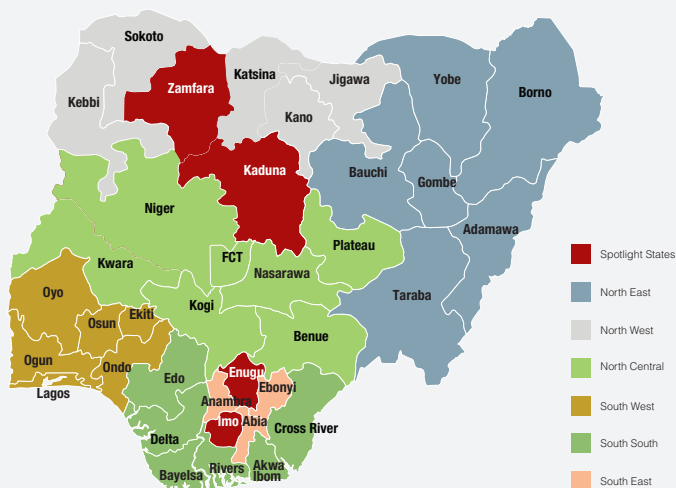 Sokoto
Zamfara
Katsina
Jigawa
Yobe
Borno
Kebbi
Kano
Kaduna
Bauchi
Gombe
Niger
Adamawa
Plateau
FCT
Nasarawa
Kwara
Taraba
Oyo
Kogi
Osun
Ekiti
Benue
Ogun
Ondo
Enugu
Edo
Ebonyi
Lagos
Anambra
Imo
Abia
Cross River
Delta
Rivers
Akwa
Ibom
Bayelsa
Spotlight States
North East
North West
North Central
South West
South South
South East